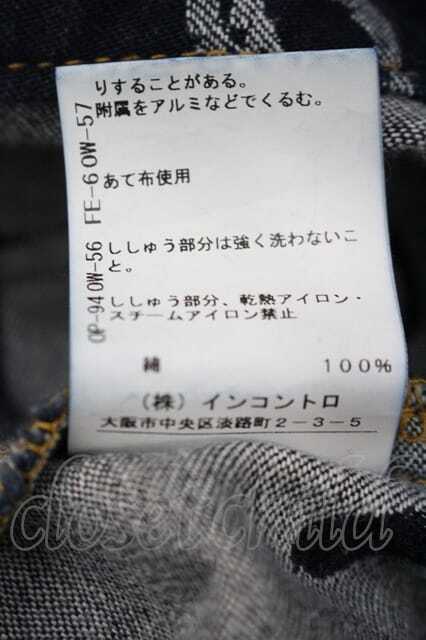 りすることがある。
附属をアルミなどでくるむ。
あて布使用
ししゅう部分は強く洗わないこ
と。
ししゅう部分、乾熱アイロン・
スチームアイロン禁止
綿 100%
(株) インコントロ
大阪市中央区淡路町2-3-5
OP-940W-56 FE-60W-57
closet child